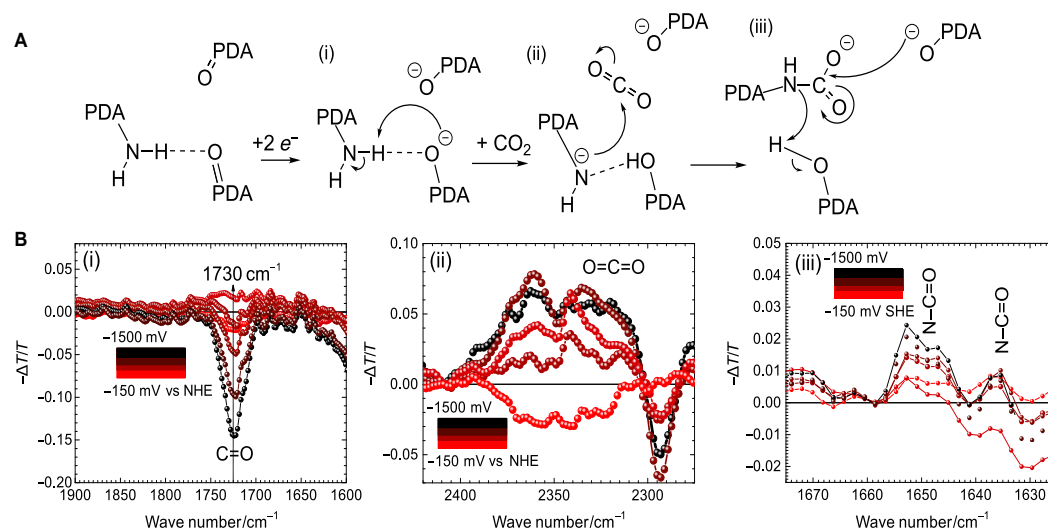 A
(i)
(ii)
(iii)
PDA
O
⊖
PDA
O
⊖
PDA
O
O=C=O
H O ⊖
N C
PDA O
⊖
PDA
O
PDA
N H O
H
PDA
+2 e⁻
PDA
N H O ⊖
H
PDA
+ CO₂
PDA
⊖
N HO
H
PDA
H
O
PDA
B
(i)
1730 cm⁻¹
−1500 mV
−150 mV vs NHE
C=O
0.05
0.00
−0.05
−0.10
−0.15
−0.20
−ΔT/T
1900 1850 1800 1750 1700 1650 1600
Wave number/cm⁻¹
(ii)
O=C=O
−1500 mV
−150 mV vs NHE
0.10
0.05
0.00
0.05
−ΔT/T
2400 2350 2300
Wave number/cm⁻¹
(iii)
−1500 mV
−150 mV SHE
N−C=O
N−C=O
0.05
0.04
0.03
0.02
0.01
0.00
−0.01
−0.02
−ΔT/T
1670 1660 1650 1640 1630
Wave number/cm⁻¹